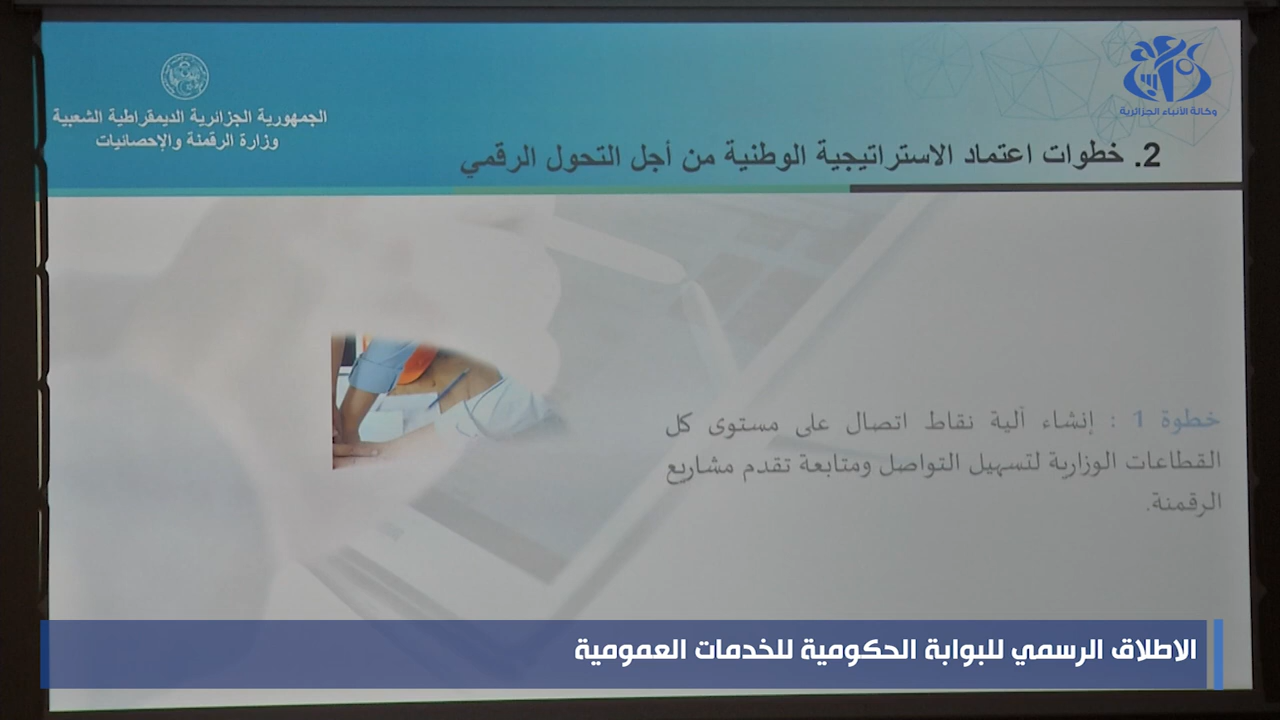 وكالة الأنباء الجزائرية
الجمهورية الجزائرية الديمقراطية الشعبية
وزارة الرقمنة والإحصائيات
2. خطوات اعتماد الاستراتيجية الوطنية من أجل التحول الرقمي
خطوة 1 : إنشاء آلية نقاط اتصال على مستوى كل
القطاعات الوزارية لتسهيل التواصل ومتابعة تقدم مشاريع
الرقمنة.
الاطلاق الرسمي للبوابة الحكومية للخدمات العمومية